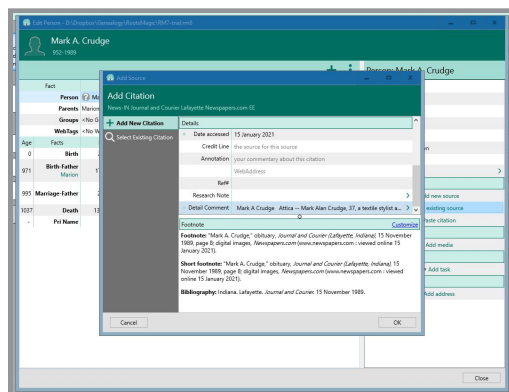 Edit Person - D:\Dropbox\Genealogy\RootsMagic\RM7-trial.rmg
Mark A. Crudge
952-1989
Person: Mark A. Crudge
Fact
Person
Parents Marion
Groups <No G
WebTags <No W
Age Facts
0 Birth
971 Birth-Father
Marion
995 Marriage-Father
1037 Death 13
- Pri Name
Add Source
Add Citation
News-IN Journal and Courier Lafayette Newspapers.com EE
Add New Citation
Select Existing Citation
Details
Date accessed 15 January 2021
Credit Line the source for this source
Annotation your commentary about this citation
WebAddress
Ref#
Research Note
Detail Comment Mark A Crudge Attica -- Mark Alan Crudge, 37, a textile stylist a...
Footnote Customize
Footnote: "Mark A. Crudge," obituary, Journal and Courier (Lafayette, Indiana), 15 November
1989, page 8; digital images, Newspapers.com (www.newspapers.com : viewed online 15
January 2021).
Short footnote: "Mark A. Crudge," obituary, Journal and Courier (Lafayette, Indiana), 15
November 1989, page 8; digital images, Newspapers.com (www.newspapers.com : viewed
online 15 January 2021).
Bibliography: Indiana. Lafayette. Journal and Courier. 15 November 1989.
Cancel
OK
dd new source
existing source
Paste citation
Add media
Add task
Add address
Close